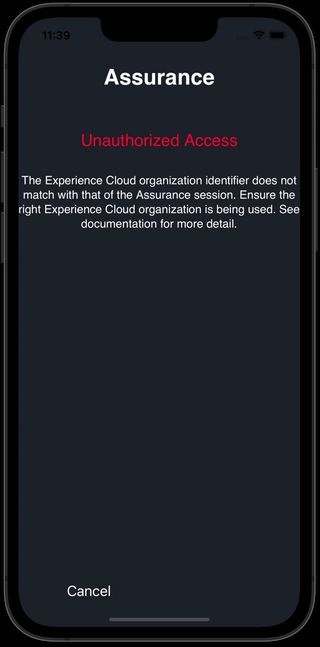 11:39
Assurance
Unauthorized Access
The Experience Cloud organization identifier does not
match with that of the Assurance session. Ensure the
right Experience Cloud organization is being used. See
documentation for more detail.
Cancel